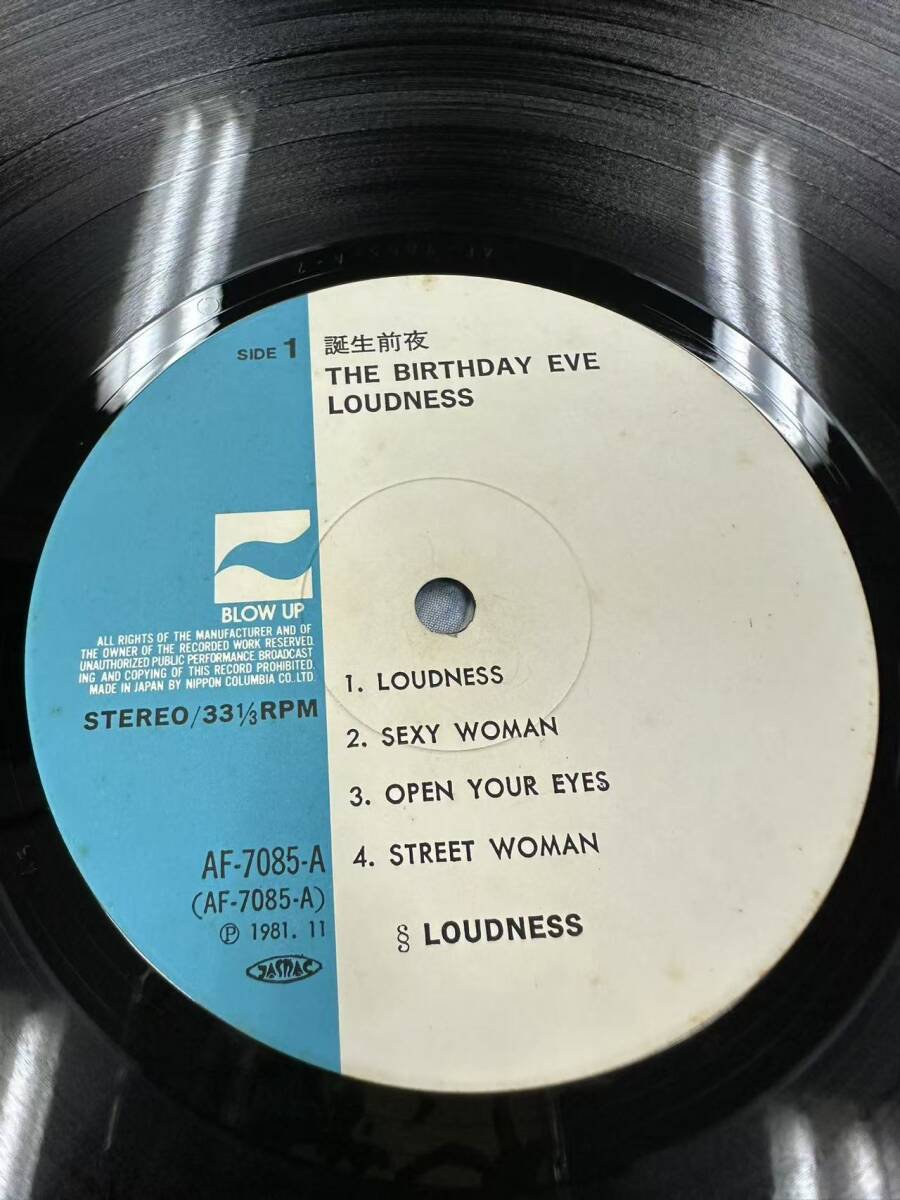 SIDE 1
誕生前夜
THE BIRTHDAY EVE
LOUDNESS
BLOW UP
ALL RIGHTS OF THE MANUFACTURER AND OF
THE OWNER OF THE RECORDED WORK RESERVED.
UNAUTHORIZED PUBLIC PERFORMANCE BROADCAST
ING AND COPYING OF THIS RECORD PROHIBITED.
MADE IN JAPAN BY NIPPON COLUMBIA CO., LTD.
STEREO/33⅓RPM
1. LOUDNESS
2. SEXY WOMAN
3. OPEN YOUR EYES
4. STREET WOMAN
§ LOUDNESS
AF-7085-A
(AF-7085-A)
Ⓟ 1981. 11
JASRAC